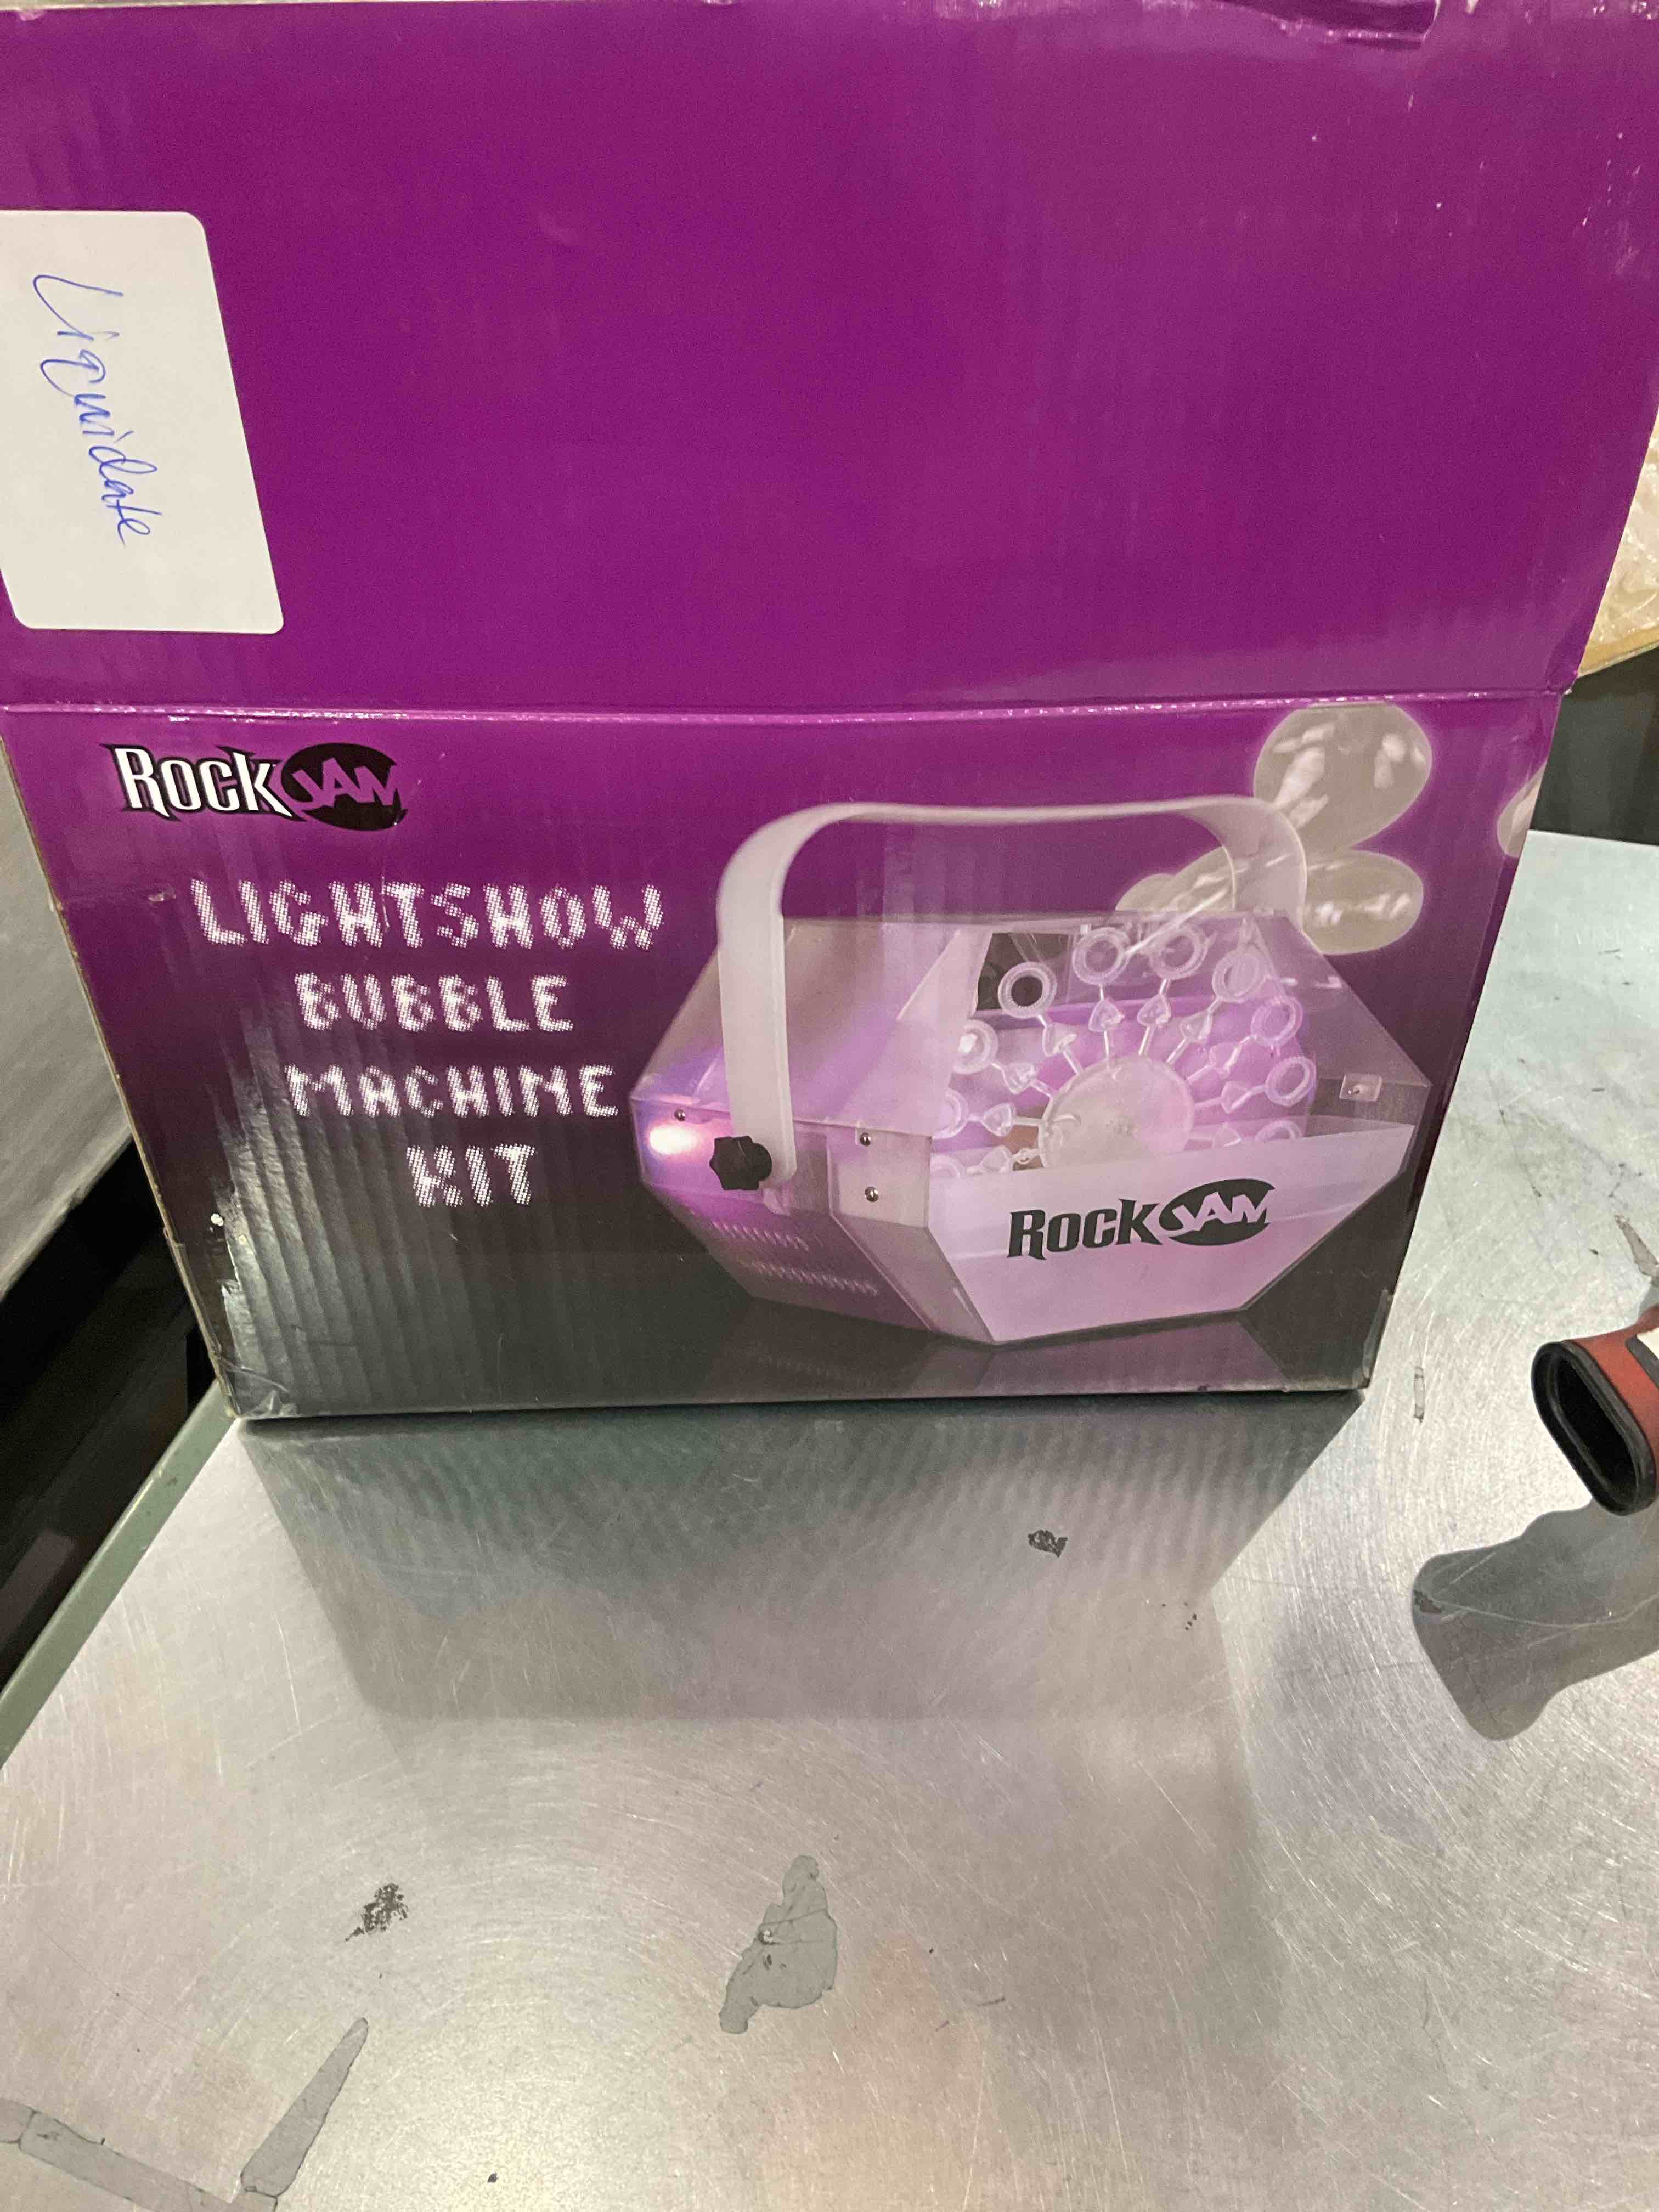 Liquidate
RockJAM
LIGHTSHOW
BUBBLE
MACHINE
KIT
RockJAM